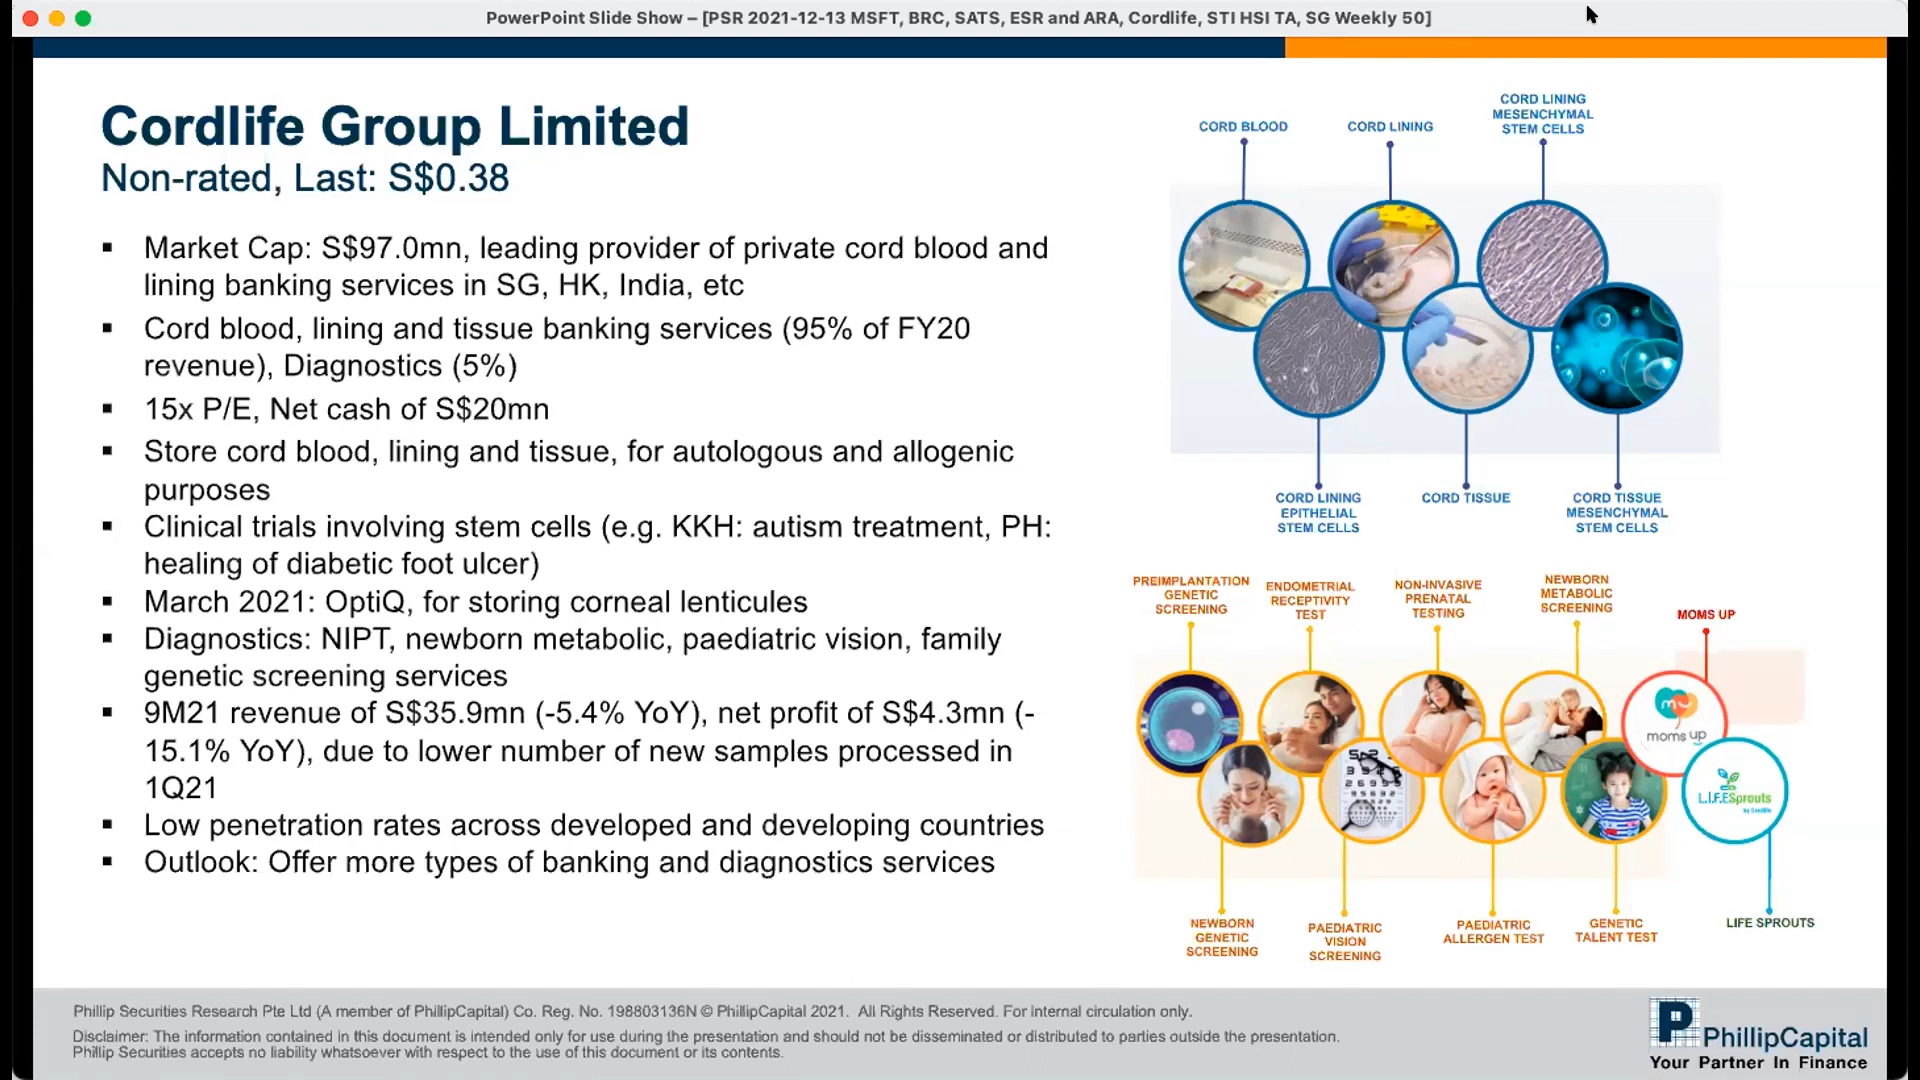 PowerPoint Slide Show – [PSR 2021-12-13 MSFT, BRC, SATS, ESR and ARA, Cordlife, STI HSI TA, SG Weekly 50]
Cordlife Group Limited
Non-rated, Last: S$0.38
▪ Market Cap: S$97.0mn, leading provider of private cord blood and
lining banking services in SG, HK, India, etc
▪ Cord blood, lining and tissue banking services (95% of FY20
revenue), Diagnostics (5%)
▪ 15x P/E, Net cash of S$20mn
▪ Store cord blood, lining and tissue, for autologous and allogenic
purposes
▪ Clinical trials involving stem cells (e.g. KKH: autism treatment, PH:
healing of diabetic foot ulcer)
▪ March 2021: OptiQ, for storing corneal lenticules
▪ Diagnostics: NIPT, newborn metabolic, paediatric vision, family
genetic screening services
▪ 9M21 revenue of S$35.9mn (-5.4% YoY), net profit of S$4.3mn (-
15.1% YoY), due to lower number of new samples processed in
1Q21
▪ Low penetration rates across developed and developing countries
▪ Outlook: Offer more types of banking and diagnostics services
CORD BLOOD
CORD LINING
CORD LINING
MESENCHYMAL
STEM CELLS
CORD LINING
EPITHELIAL
STEM CELLS
CORD TISSUE
CORD TISSUE
MESENCHYMAL
STEM CELLS
PREIMPLANTATION
GENETIC
SCREENING
ENDOMETRIAL
RECEPTIVITY
TEST
NON-INVASIVE
PRENATAL
TESTING
NEWBORN
METABOLIC
SCREENING
MOMS UP
moms up
L.I.F.E Sprouts
by Cordlife
NEWBORN
GENETIC
SCREENING
PAEDIATRIC
VISION
SCREENING
PAEDIATRIC
ALLERGEN TEST
GENETIC
TALENT TEST
LIFE SPROUTS
Phillip Securities Research Pte Ltd (A member of PhillipCapital) Co. Reg. No. 198803136N © PhillipCapital 2021. All Rights Reserved. For Internal circulation only.
Disclaimer: The information contained in this document is intended only for use during the presentation and should not be disseminated or distributed to parties outside the presentation.
Phillip Securities accepts no liability whatsoever with respect to the use of this document or its contents.
PhillipCapital
Your Partner In Finance